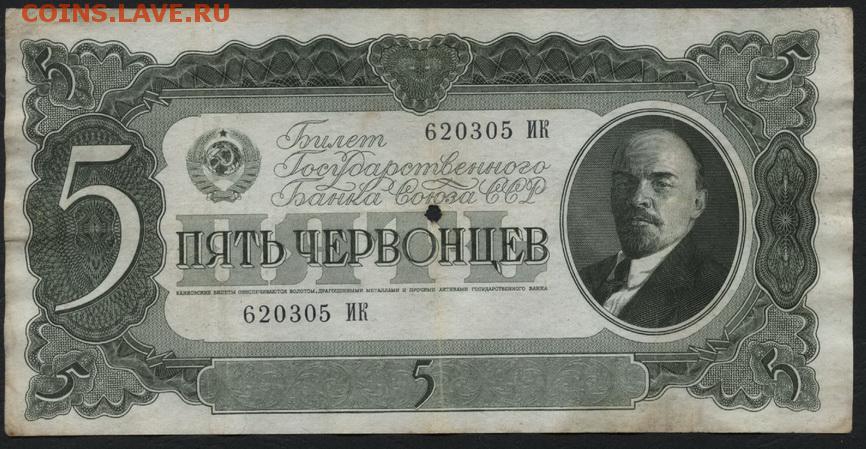 COINS.LAVE.RU
5 5
Билет 620305 ИК
Государственного
Банка Союза ССР
5
ПЯТЬ
ПЯТЬ ЧЕРВОНЦЕВ
БАНКОВСКИЕ БИЛЕТЫ ОБЕСПЕЧИВАЮТСЯ ЗОЛОТОМ, ДРАГОЦЕННЫМИ МЕТАЛЛАМИ И ПРОЧИМИ АКТИВАМИ ГОСУДАРСТВЕННОГО БАНКА
620305 ИК
5 5 5